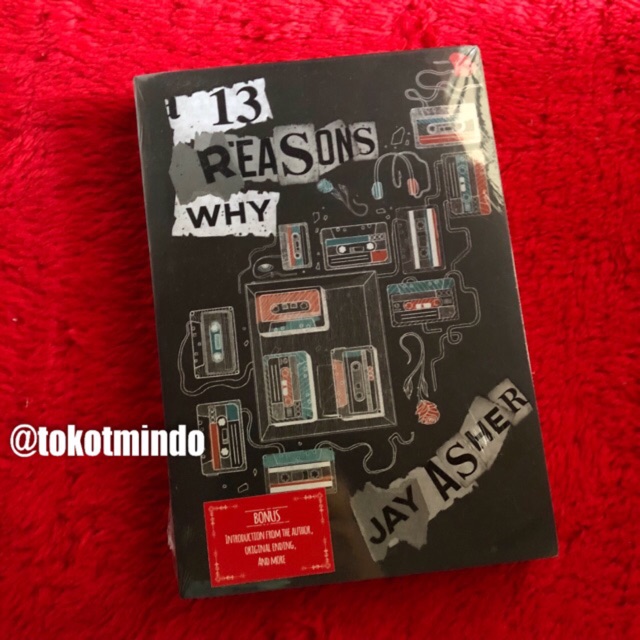 13
REASONS
WHY
@tokotmindo
JAY ASHER
BONUS
INTRODUCTION FROM THE AUTHOR,
ORIGINAL ENDING,
AND MORE